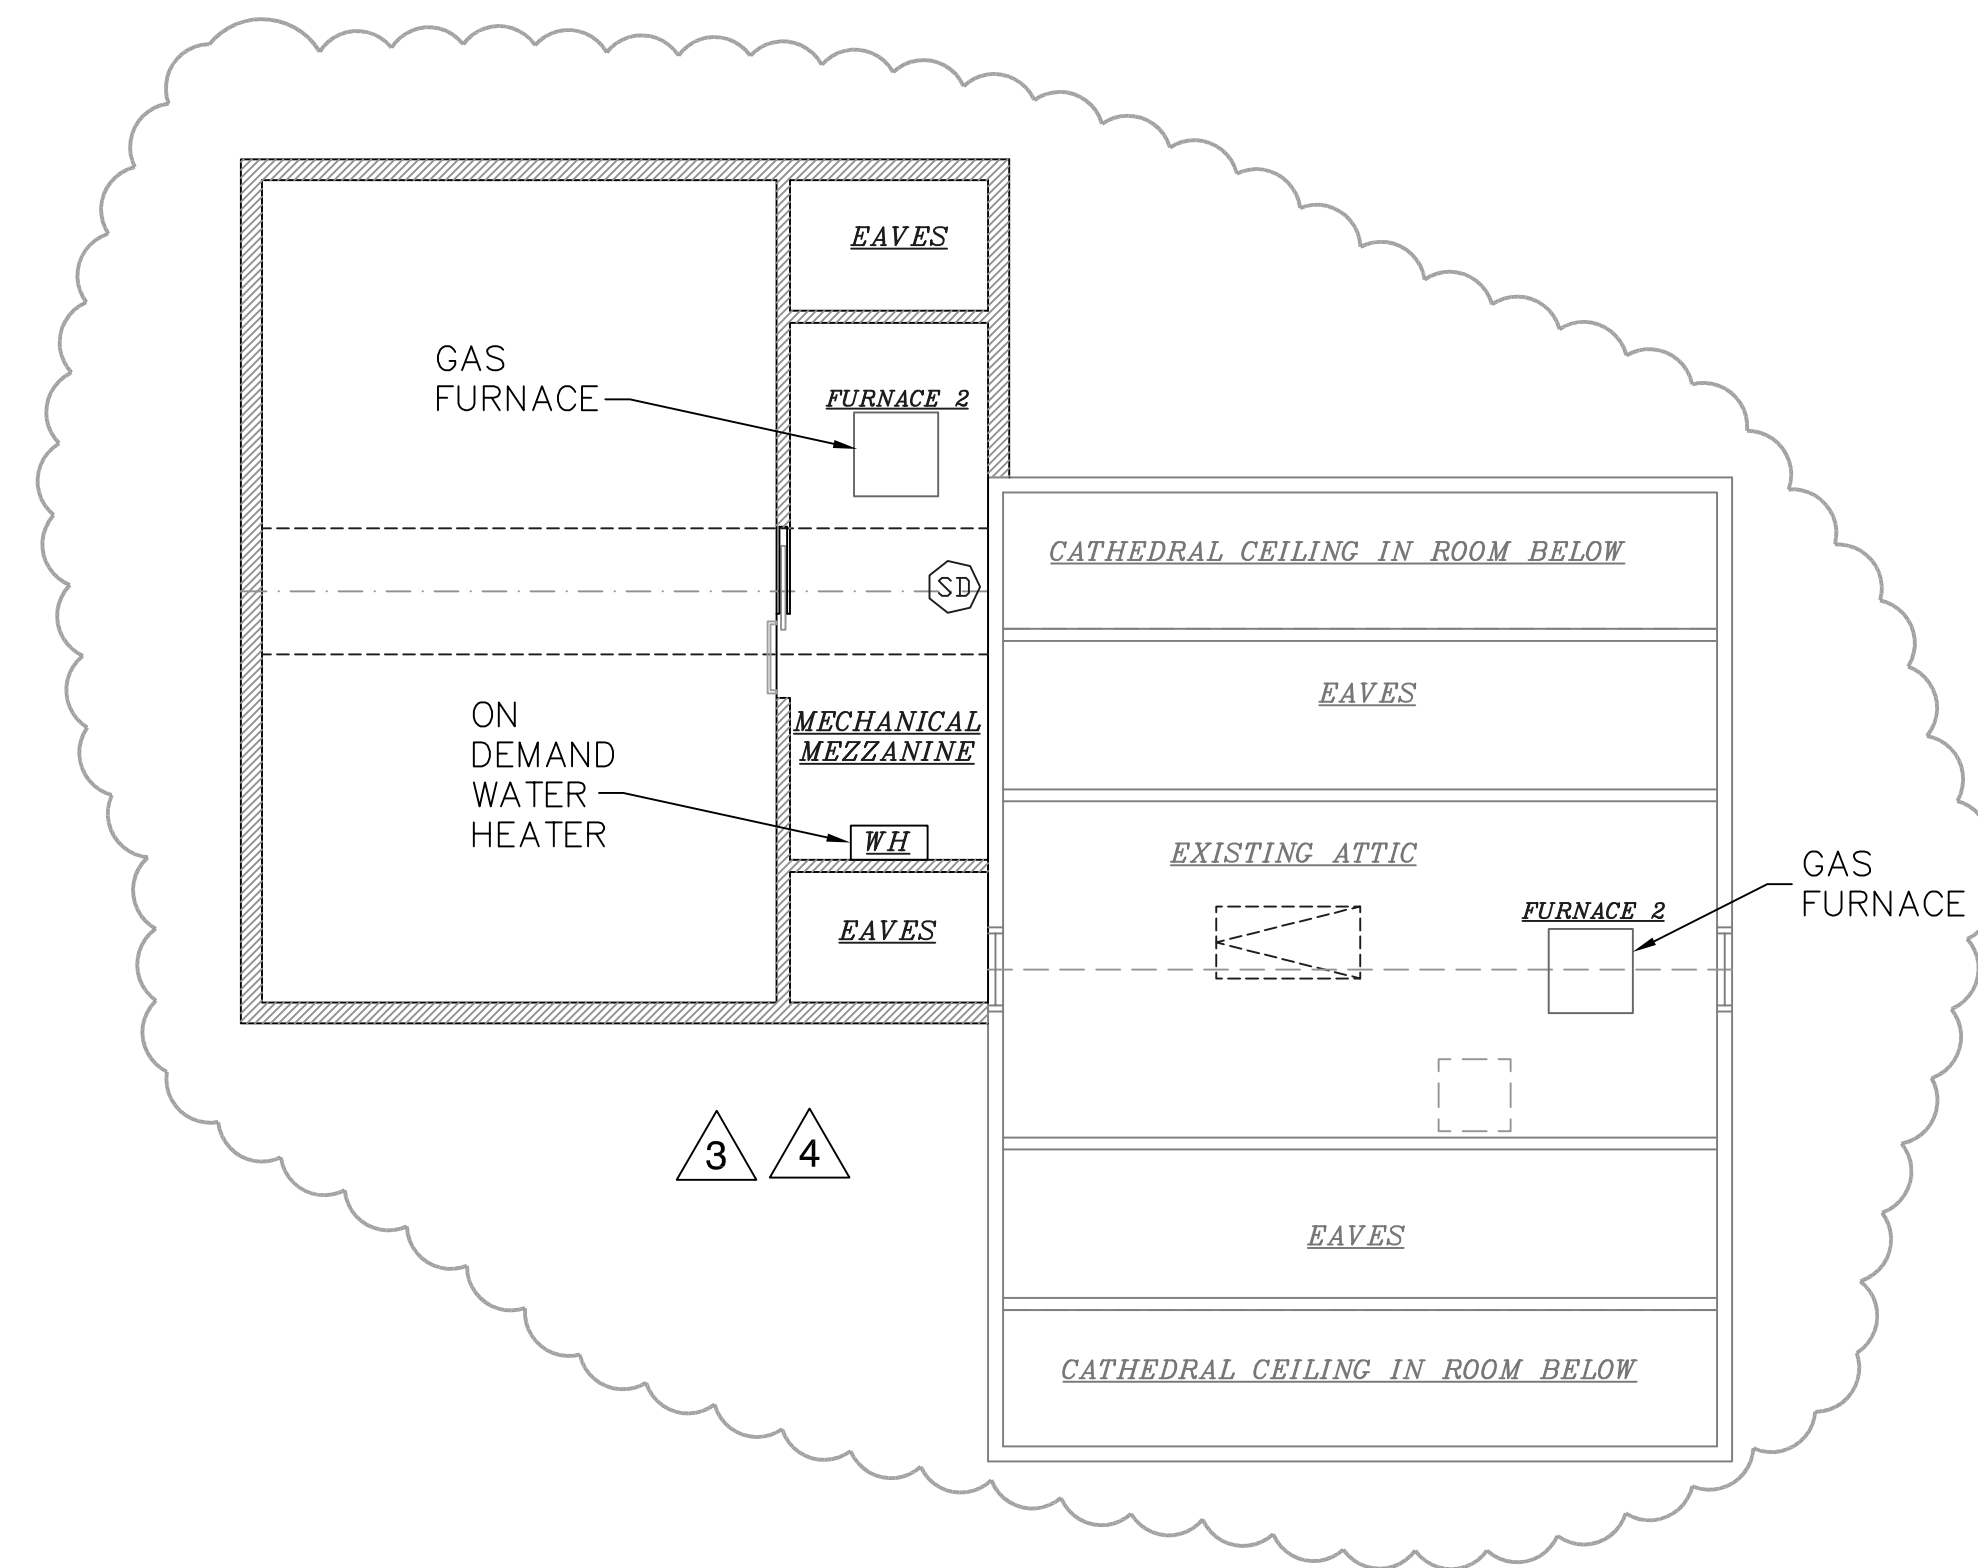 EAVES
GAS
FURNACE
FURNACE 2
CATHEDRAL CEILING IN ROOM BELOW
SD
EAVES
ON
DEMAND
WATER
HEATER
MECHANICAL
MEZZANINE
WH
EXISTING ATTIC
GAS
FURNACE
FURNACE 2
EAVES
3
4
EAVES
CATHEDRAL CEILING IN ROOM BELOW